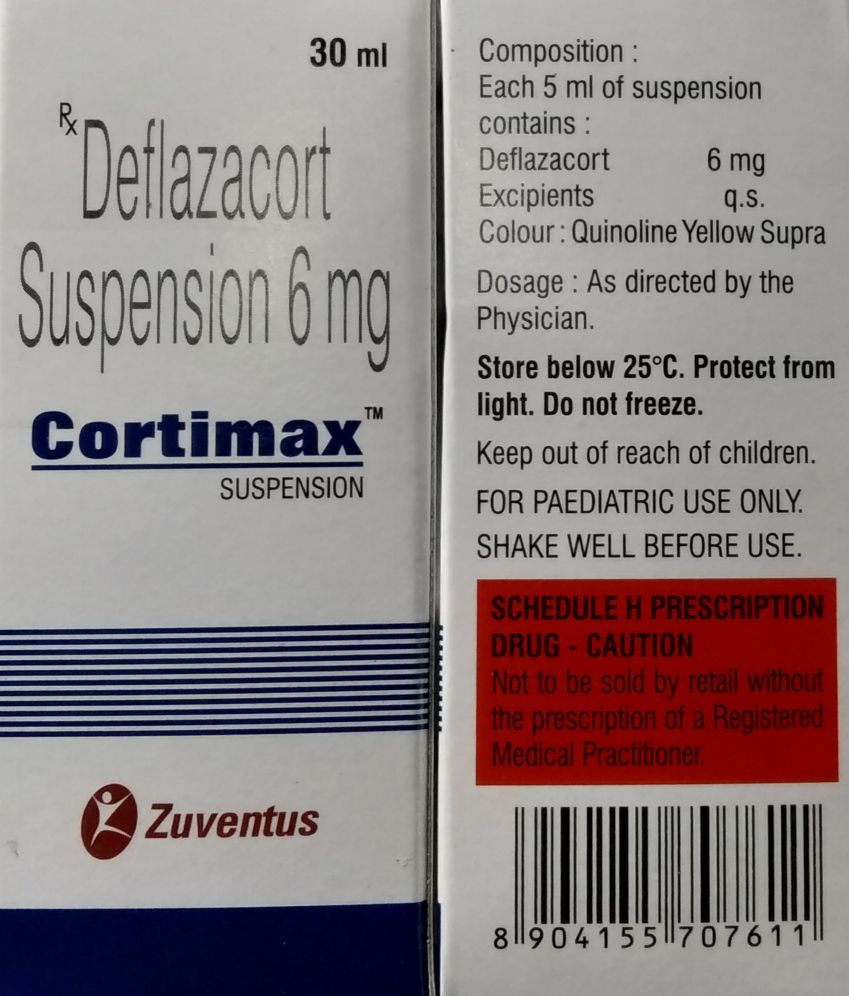 30 ml
Rx Deflazacort
Suspension 6 mg
Cortimax™
SUSPENSION
Zuventus
Composition :
Each 5 ml of suspension
contains :
Deflazacort 6 mg
Excipients q.s.
Colour : Quinoline Yellow Supra
Dosage : As directed by the
Physician.
Store below 25°C. Protect from
light. Do not freeze.
Keep out of reach of children.
FOR PAEDIATRIC USE ONLY.
SHAKE WELL BEFORE USE.
SCHEDULE H PRESCRIPTION
DRUG - CAUTION
Not to be sold by retail without
the prescription of a Registered
Medical Practitioner.
8 904155 707611